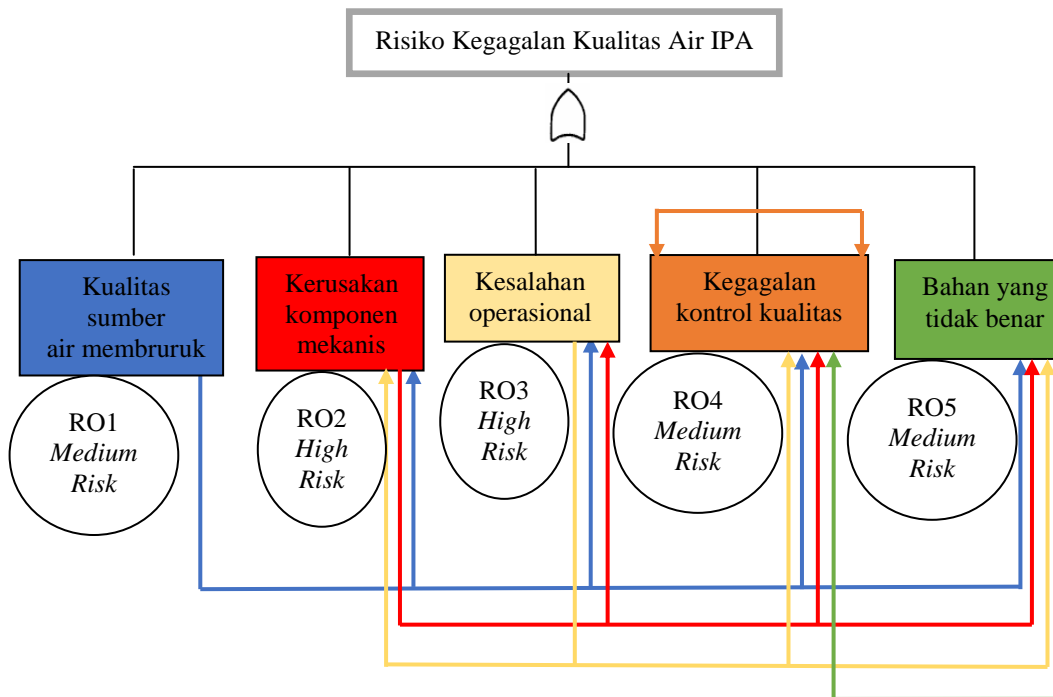 Risiko Kegagalan Kualitas Air IPA
Kualitas
sumber
air membruruk
Kerusakan
komponen
mekanis
Kesalahan
operasional
Kegagalan
kontrol kualitas
Bahan yang
tidak benar
RO1
Medium
Risk
RO2
High
Risk
RO3
High
Risk
RO4
Medium
Risk
RO5
Medium
Risk